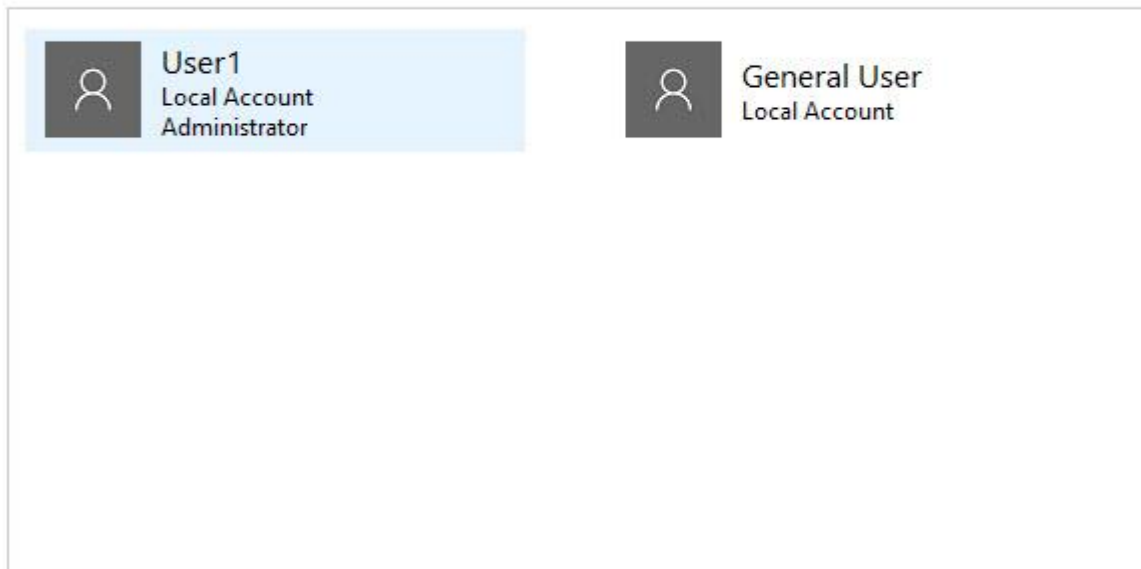 User1
Local Account
Administrator
General User
Local Account